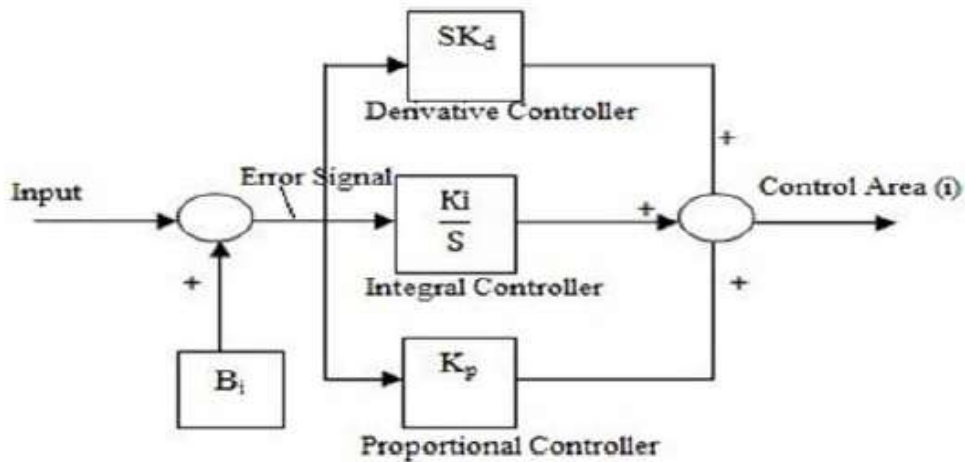 SKd
Derivative Controller
+
Input
Error Signal
Ki
S
+
Control Area (i)
+
Integral Controller
+
Bi
Kp
Proportional Controller